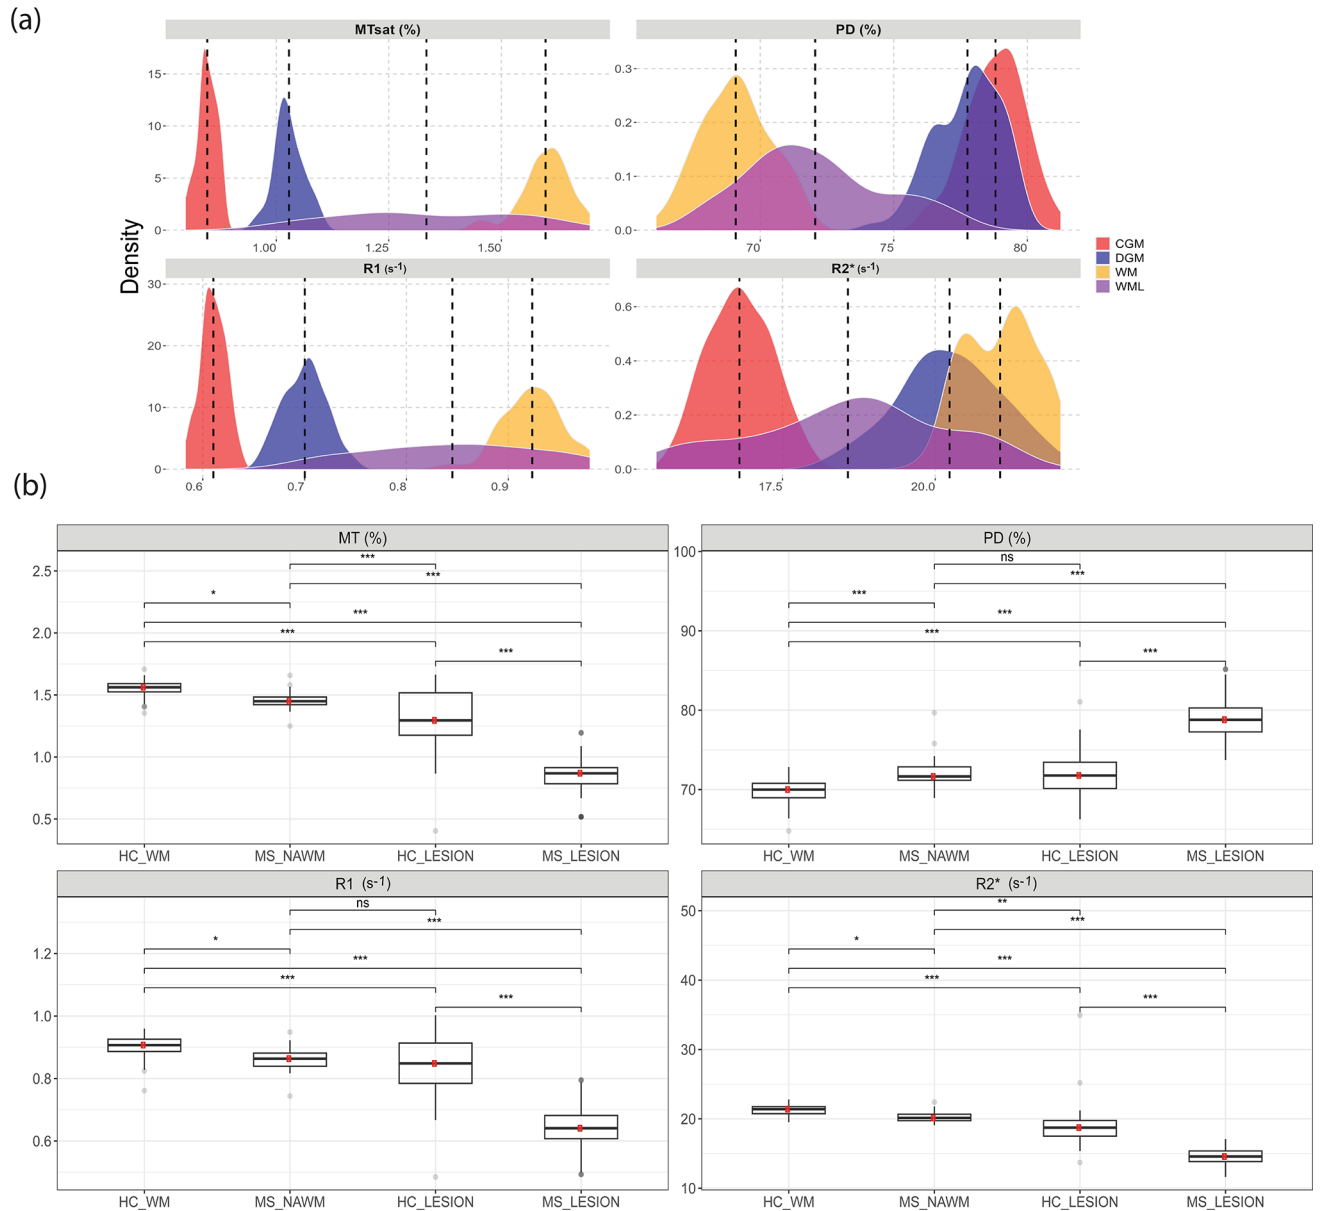 (a)
MTsat (%)
PD (%)
Density
15
10
5
0
1.00
1.25
1.50
0.3
0.2
0.1
0.0
70
75
80
R1 (s-1)
R2* (s-1)
30
20
10
0
0.6
0.7
0.8
0.9
0.6
0.4
0.2
0.0
17.5
20.0
CGM
DGM
WM
WML
(b)
MT (%)
2.5
2.0
1.5
1.0
0.5
***
***
*
***
***
***
HC_WM
MS_NAWM
HC_LESION
MS_LESION
PD (%)
100
90
80
70
ns
***
***
***
***
***
HC_WM
MS_NAWM
HC_LESION
MS_LESION
R1 (s-1)
1.2
1.0
0.8
0.6
ns
***
*
***
***
***
HC_WM
MS_NAWM
HC_LESION
MS_LESION
R2* (s-1)
50
40
30
20
10
**
***
*
***
***
***
HC_WM
MS_NAWM
HC_LESION
MS_LESION